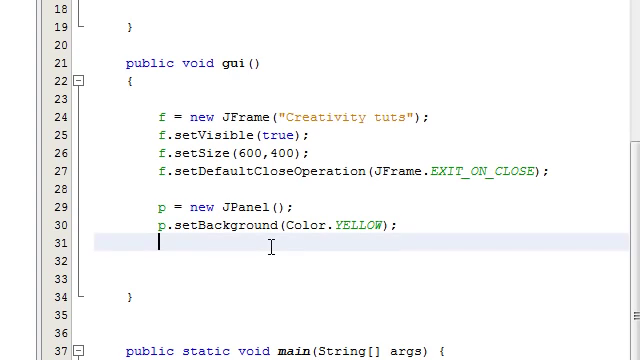 18
19 }
20
21 public void gui()
22 {
23
24 f = new JFrame("Creativity tuts");
25 f.setVisible(true);
26 f.setSize(600,400);
27 f.setDefaultCloseOperation(JFrame.EXIT_ON_CLOSE);
28
29 p = new JPanel();
30 p.setBackground(Color.YELLOW);
31
32
33
34 }
35
36
37 public static void main(String[] args) {